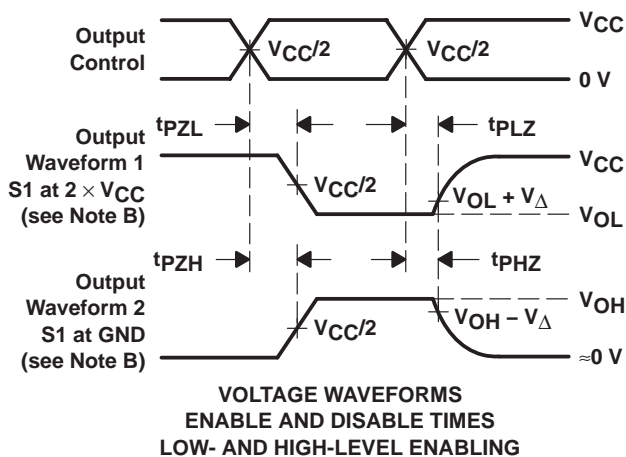 Output
Control
VCC/2
VCC/2
VCC
0 V
tPZL
tPLZ
Output
Waveform 1
S1 at 2 × VCC
(see Note B)
VCC/2
VCC
VOL + VΔ
VOL
tPZH
tPHZ
Output
Waveform 2
S1 at GND
(see Note B)
VCC/2
VOH
VOH − VΔ
≈0 V
VOLTAGE WAVEFORMS
ENABLE AND DISABLE TIMES
LOW- AND HIGH-LEVEL ENABLING